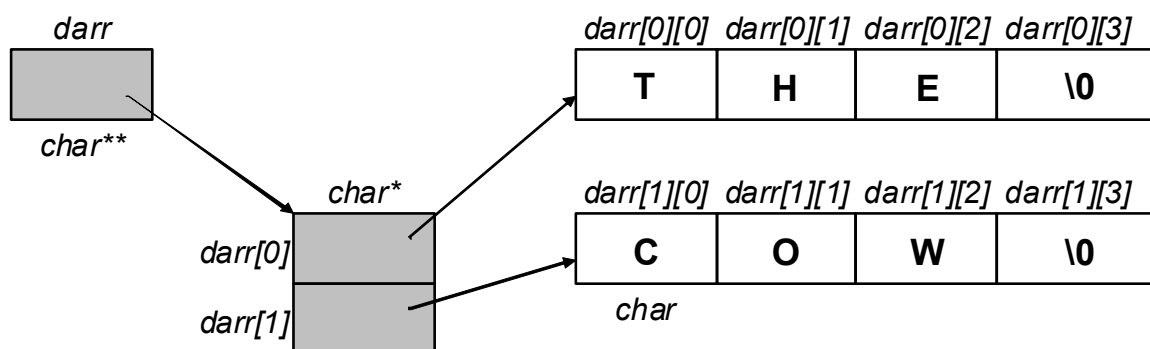 darr darr[0][0] darr[0][1] darr[0][2] darr[0][3]
T H E \0
char**
char* darr[1][0] darr[1][1] darr[1][2] darr[1][3]
darr[0] C O W \0
darr[1] char